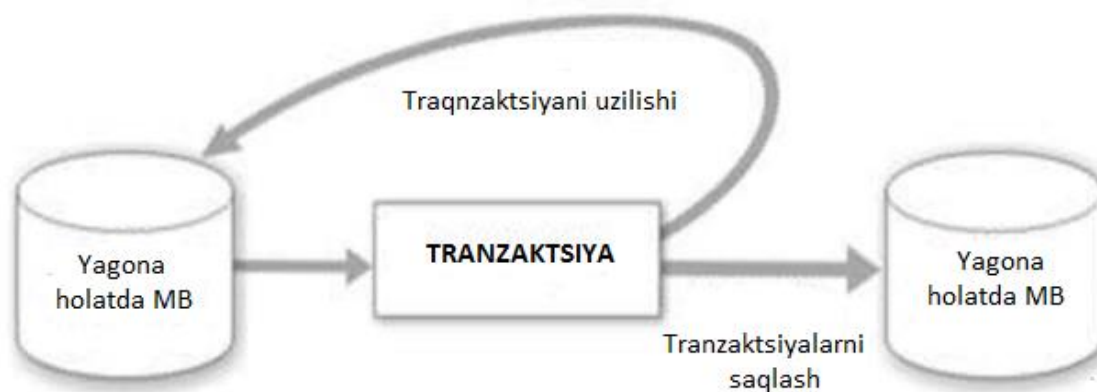 Traqnzaktsiyani uzilishi
Yagona
holatda MB
TRANZAKTSIYA
Yagona
holatda MB
Tranzaktsiyalarni
saqlash